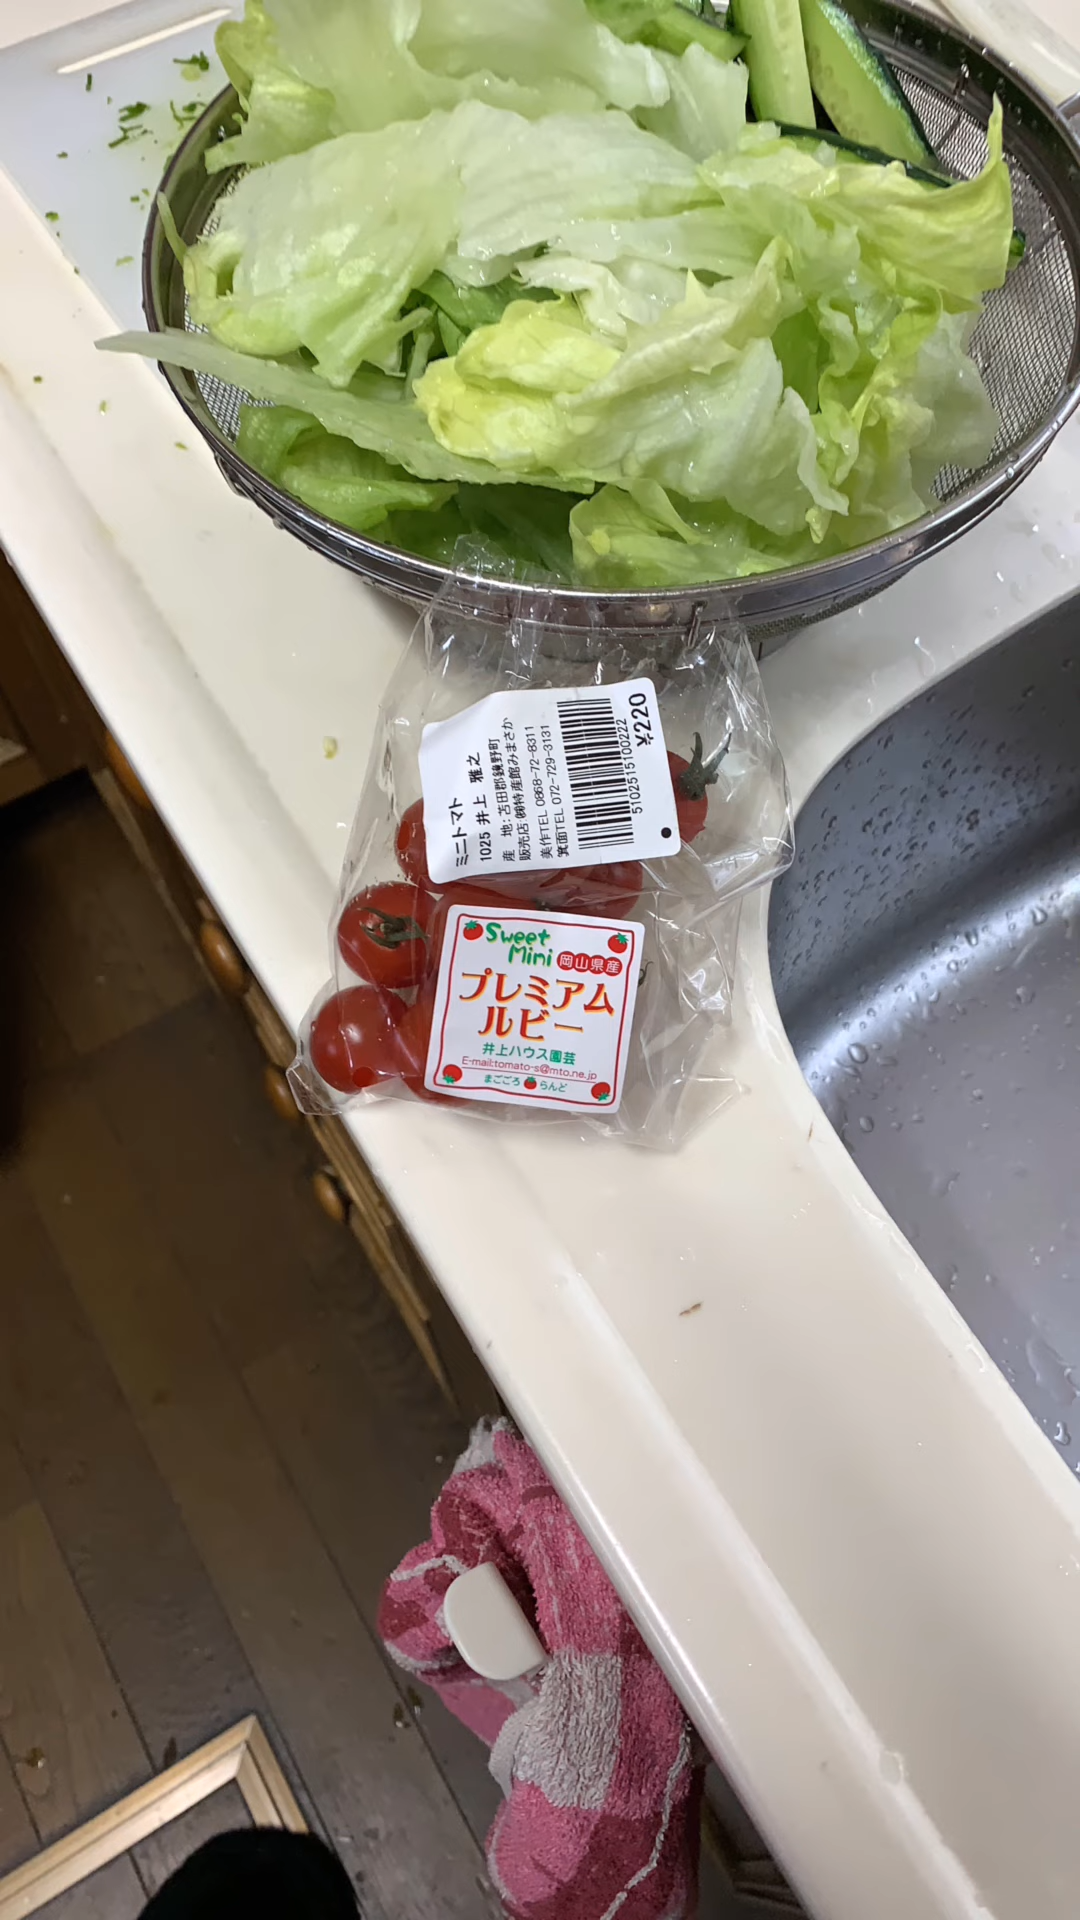 ミニトマト
1025 井上 雅之
産 地:苫田郡鏡野町
販売店:㈱特産館みまさか
美作TEL 0868-72-8311
箕面TEL 072-729-3131
5102515100222
¥220
Sweet
Mini 岡山県産
プレミアム
ルビー
井上ハウス園芸
E-mail:tomato-s@mto.ne.jp
まごころ らんど